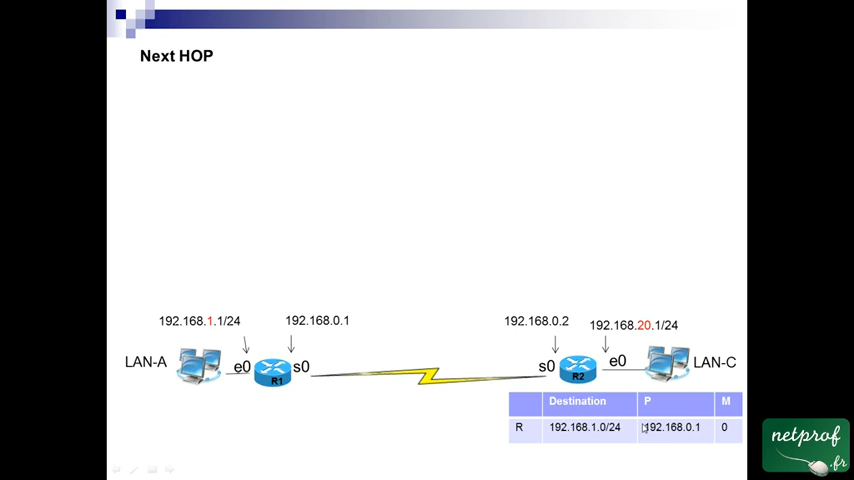 Next HOP
192.168.1.1/24
192.168.0.1
192.168.0.2
192.168.20.1/24
LAN-A
e0
R1
s0
s0
R2
e0
LAN-C
Destination P M
R 192.168.1.0/24 192.168.0.1 0
netprof
.fr